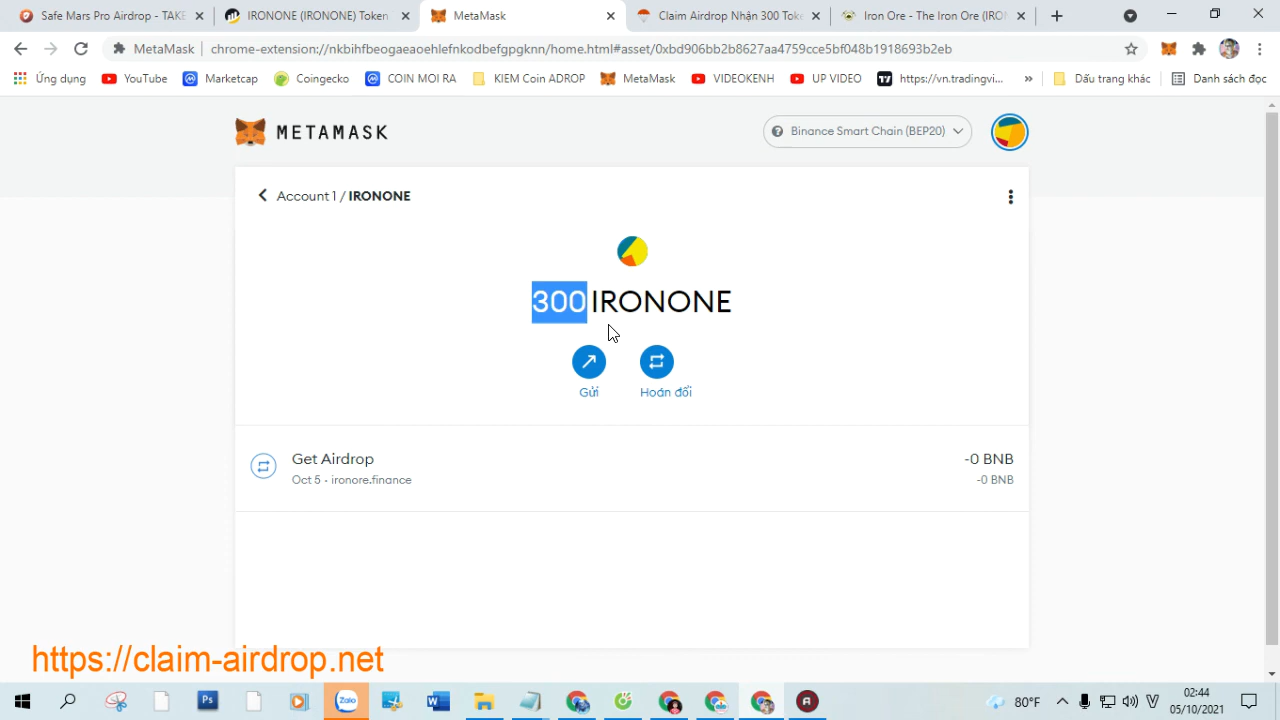 Safe Mars Pro Airdrop - TAKE
IRONONE (IRONONE) Token
MetaMask
Claim Airdrop Nhận 300 Toke
Iron Ore - The Iron Ore (IRON
MetaMask chrome-extension://nkbihfbeogaeaoehlefnkodbefgpgknn/home.html#asset/0xbd906bb2b8627aa4759cce5bf048b1918693b2eb
Ứng dụng YouTube Marketcap Coingecko COIN MOI RA KIEM Coin ADROP MetaMask VIDEOKENH UP VIDEO https://vn.tradingvi... » Dấu trang khác Danh sách đọc
METAMASK
Binance Smart Chain (BEP20)
Account 1 / IRONONE
300 IRONONE
Gửi Hoán đổi
Get Airdrop -0 BNB
Oct 5 - ironore.finance -0 BNB
https://claim-airdrop.net
Zalo
80°F
02:44
05/10/2021